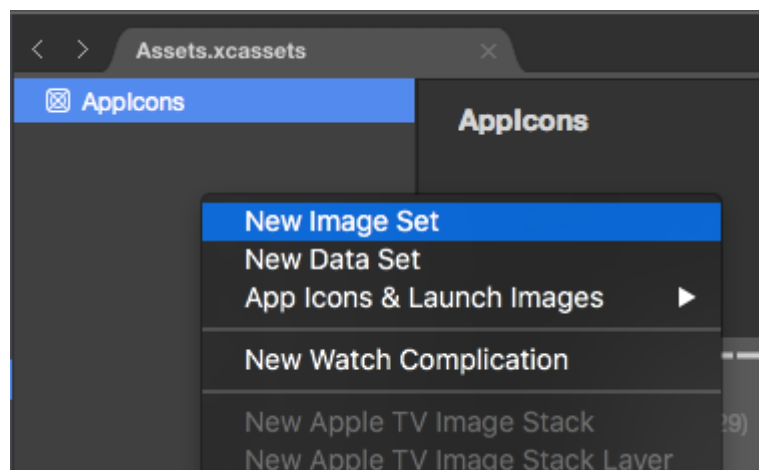 Assets.xcassets
AppIcons
AppIcons
New Image Set
New Data Set
App Icons & Launch Images
New Watch Complication
New Apple TV Image Stack
29)
New Apple TV Image Stack Layer